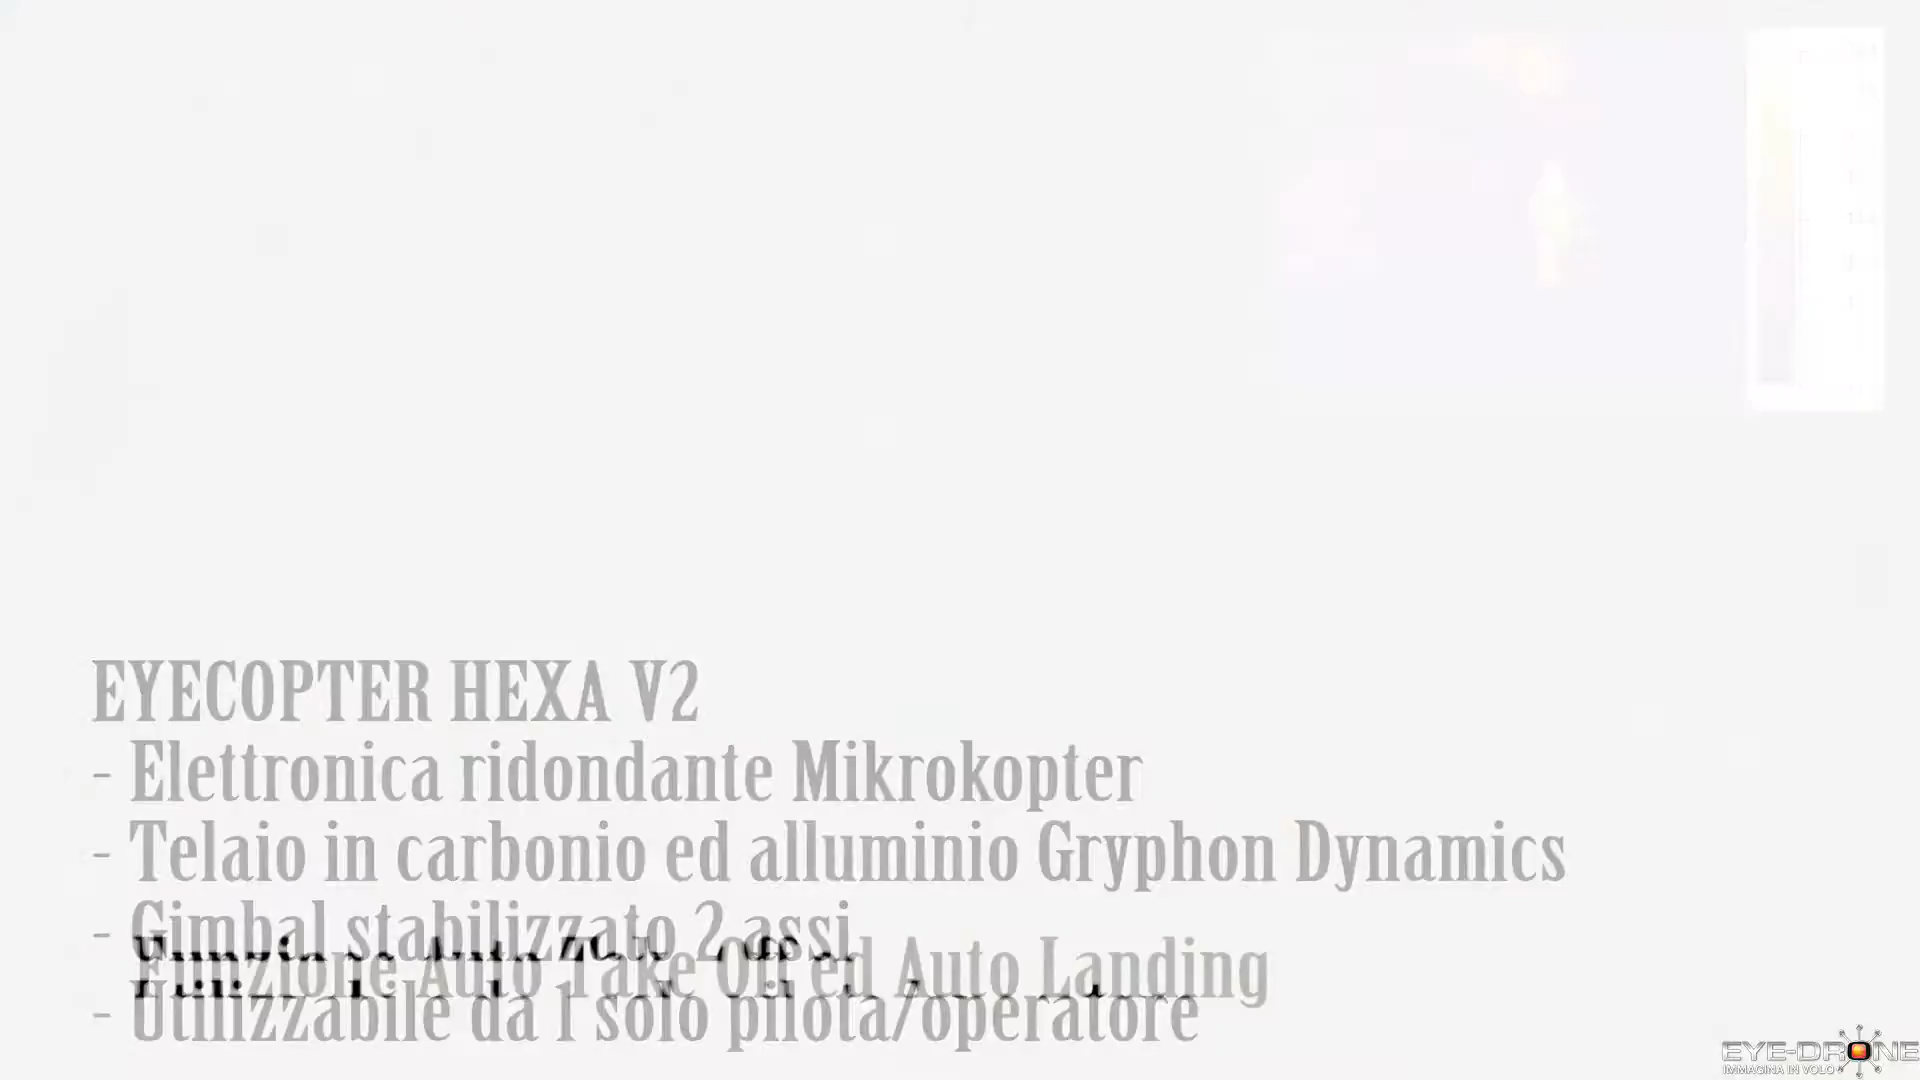 EYECOPTER HEXA V2
- Elettronica ridondante Mikrokopter
- Telaio in carbonio ed alluminio Gryphon Dynamics
- Gimbal stabilizzato 2 assi
Funzione Auto Take Off ed Auto Landing
- Utilizzabile da 1 solo pilota/operatore
EYE-DRONE
IMMAGINA IN VOLO